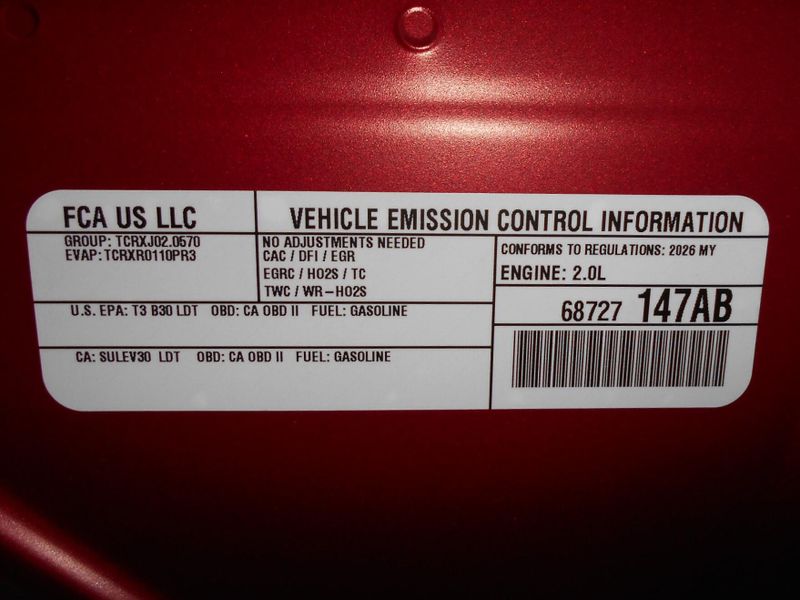 FCA US LLC
VEHICLE EMISSION CONTROL INFORMATION
GROUP: TCRXJ02.0570
EVAP: TCRXR0110PR3
NO ADJUSTMENTS NEEDED
CAC / DFI / EGR
EGRC / HO2S / TC
TWC / WR-HO2S
CONFORMS TO REGULATIONS: 2026 MY
ENGINE: 2.0L
68727 147AB
U.S. EPA: T3 B30 LDT OBD: CA OBD II FUEL: GASOLINE
CA: SULEV30 LDT OBD: CA OBD II FUEL: GASOLINE